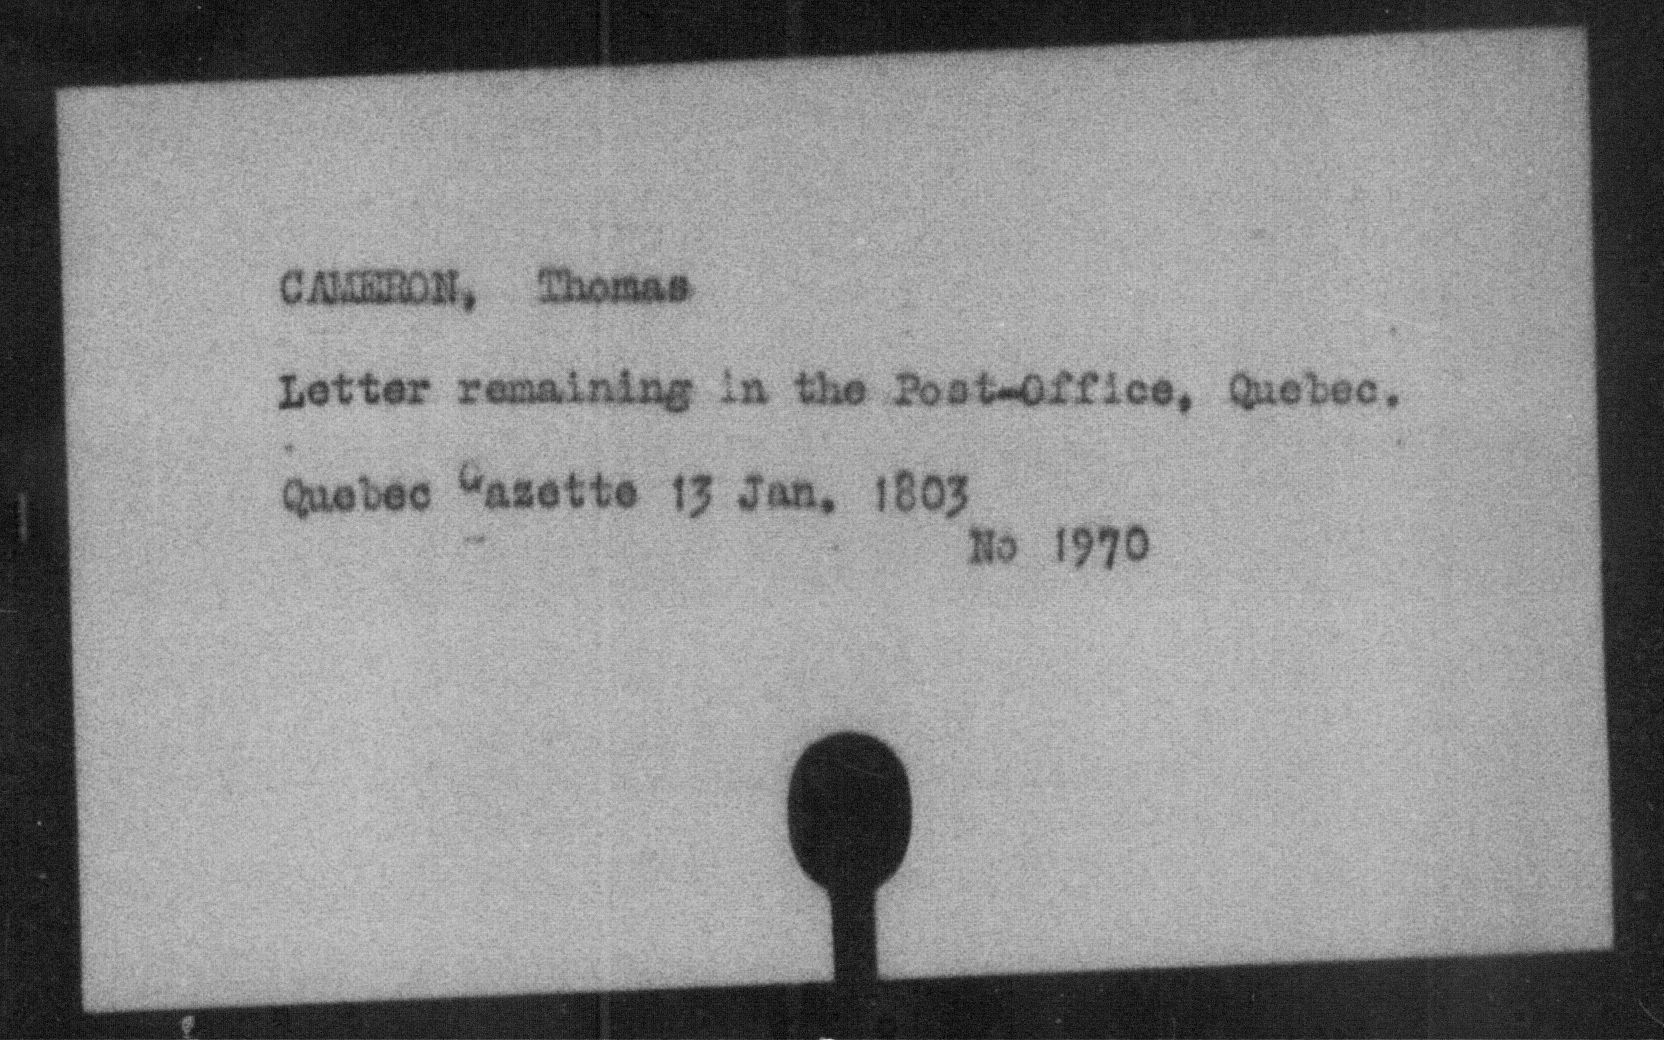 CAMERON, Thomas
Letter remaining in the Post-Office, Quebec.
Quebec Gazette 13 Jan. 1803
No 1970